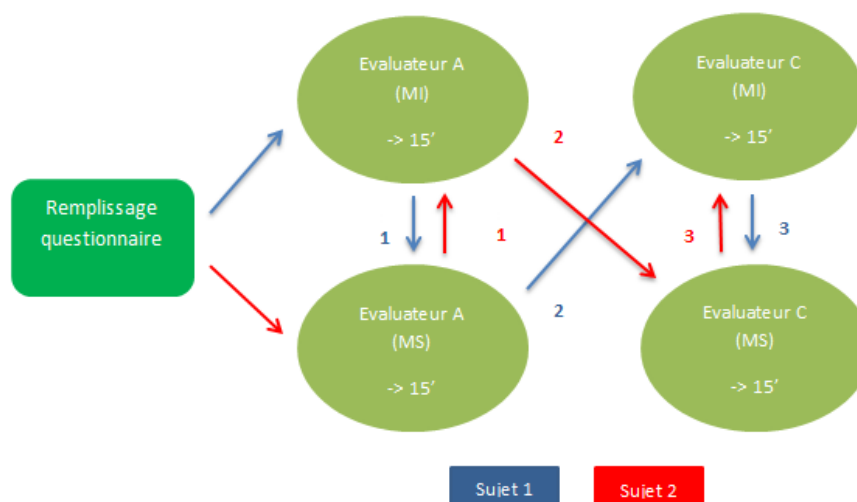 Evaluateur A
(MI)
-> 15’
Evaluateur C
(MI)
-> 15’
2
Remplissage
questionnaire
1
1
3
3
Evaluateur A
(MS)
-> 15’
2
Evaluateur C
(MS)
-> 15’
Sujet 1
Sujet 2